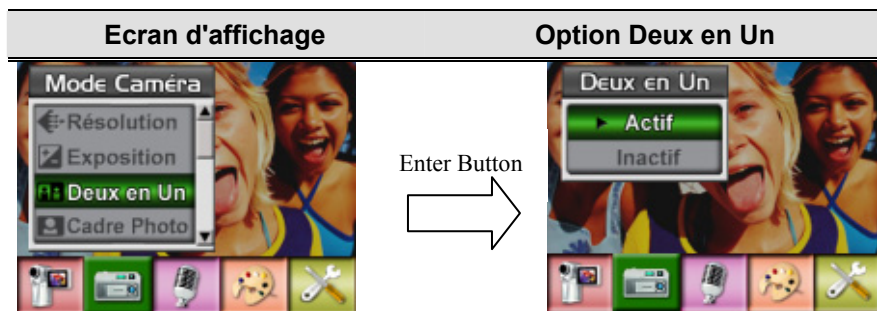 Ecran d'affichage
Option Deux en Un
Mode Caméra
Résolution
Exposition
Deux en Un
Cadre Photo
Enter Button
Deux en Un
Actif
Inactif